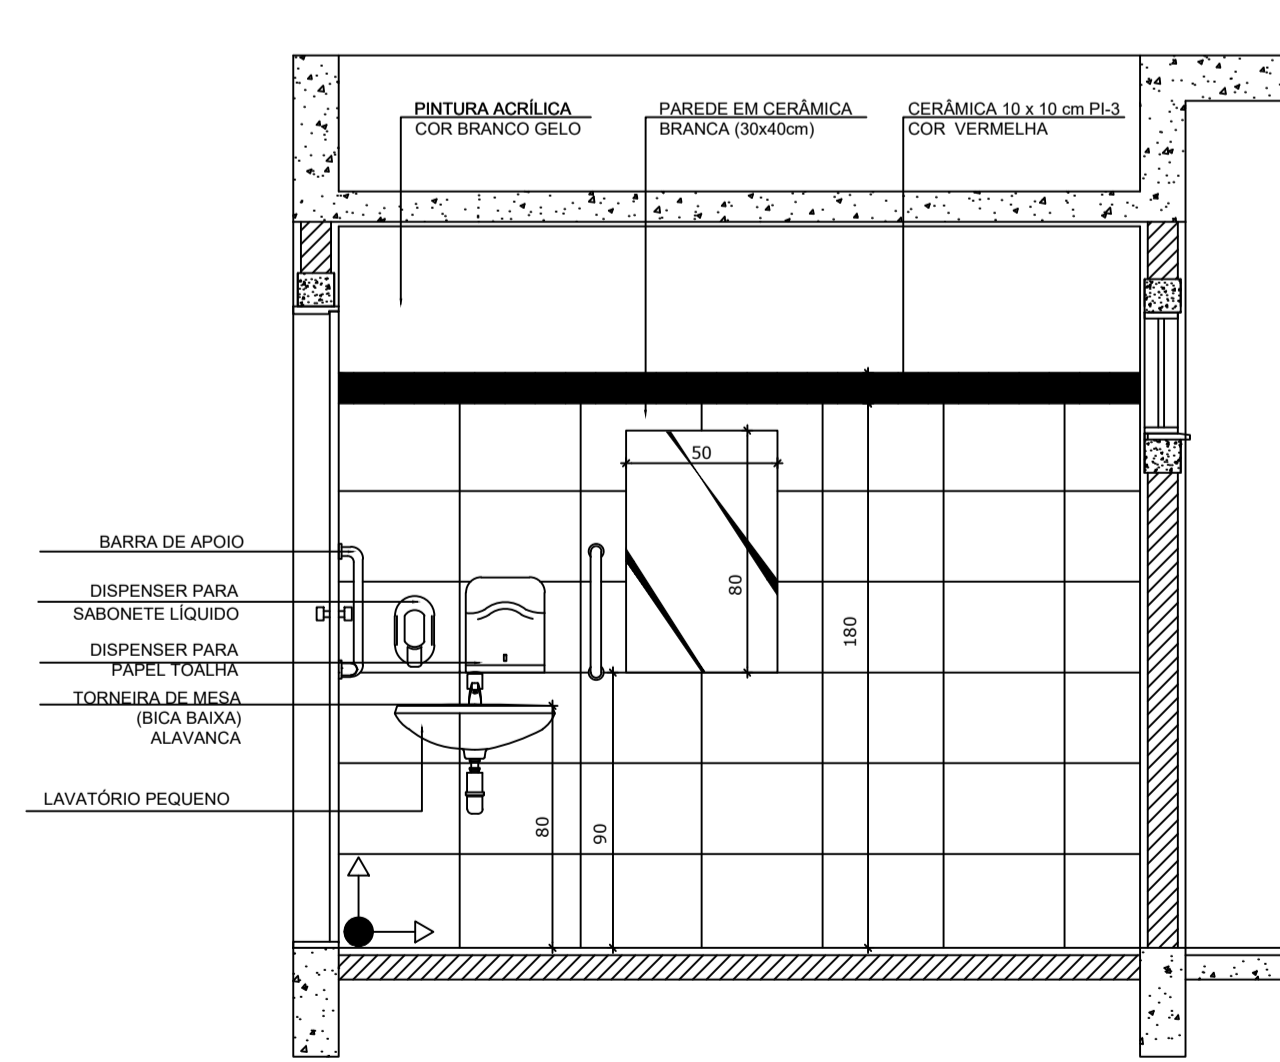 PINTURA ACRÍLICA
COR BRANCO GELO
PAREDE EM CERÂMICA
BRANCA (30x40cm)
CERÂMICA 10 x 10 cm PI-3
COR VERMELHA
50
80
180
BARRA DE APOIO
DISPENSER PARA
SABONETE LÍQUIDO
DISPENSER PARA
PAPEL TOALHA
TORNEIRA DE MESA
(BICA BAIXA)
ALAVANCA
LAVATÓRIO PEQUENO
80
90